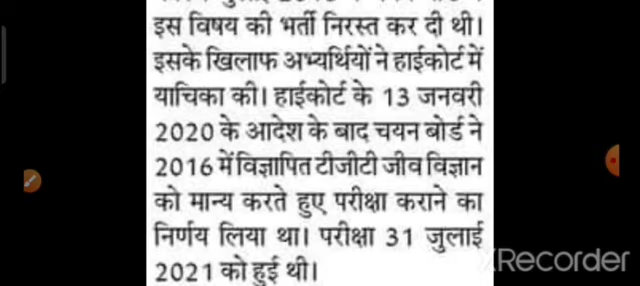 इस विषय की भर्ती निरस्त कर दी थी।
इसके खिलाफ अभ्यर्थियों ने हाईकोर्ट में
याचिका की। हाईकोर्ट के 13 जनवरी
2020 के आदेश के बाद चयन बोर्ड ने
2016 में विज्ञापित टीजीटी जीव विज्ञान
को मान्य करते हुए परीक्षा कराने का
निर्णय लिया था। परीक्षा 31 जुलाई
2021 को हुई थी।
XRecorder